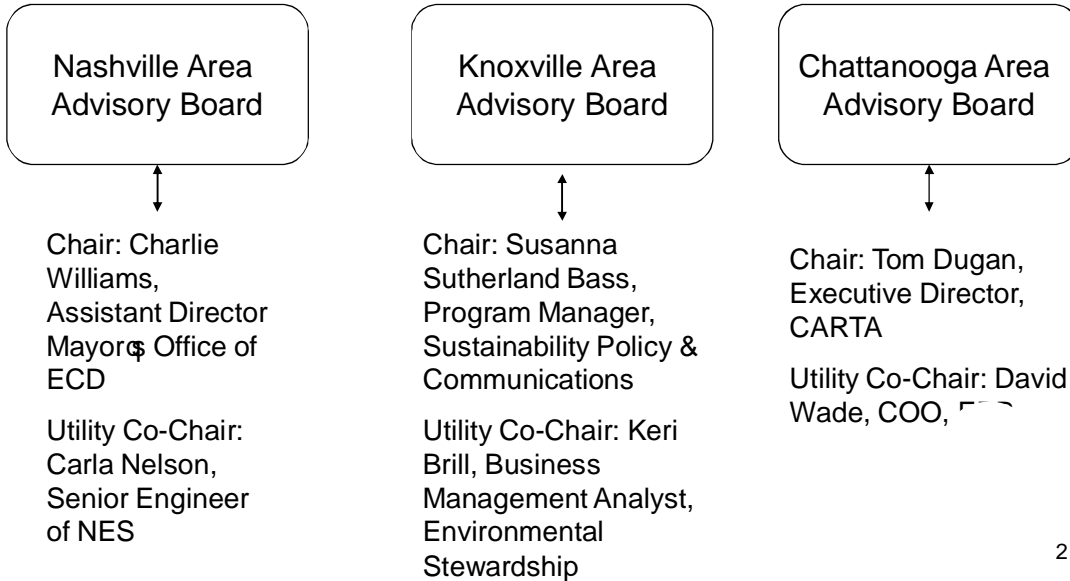 Nashville Area
Advisory Board
Chair: Charlie
Williams,
Assistant Director
Office of
ECD
Utility Co-Chair:
Carla Nelson,
Senior Engineer
of NES
Knoxville Area
Advisory Board
Chair: Susanna
Sutherland Bass,
Program Manager,
Sustainability Policy &
Communications
Utility Co-Chair: Keri
Brill, Business
Management Analyst,
Environmental
Stewardship
Chattanooga Area
Advisory Board
Chair: Tom Dugan,
Executive Director,
CARTA
Utility Co-Chair: David
Wade, COO,
2